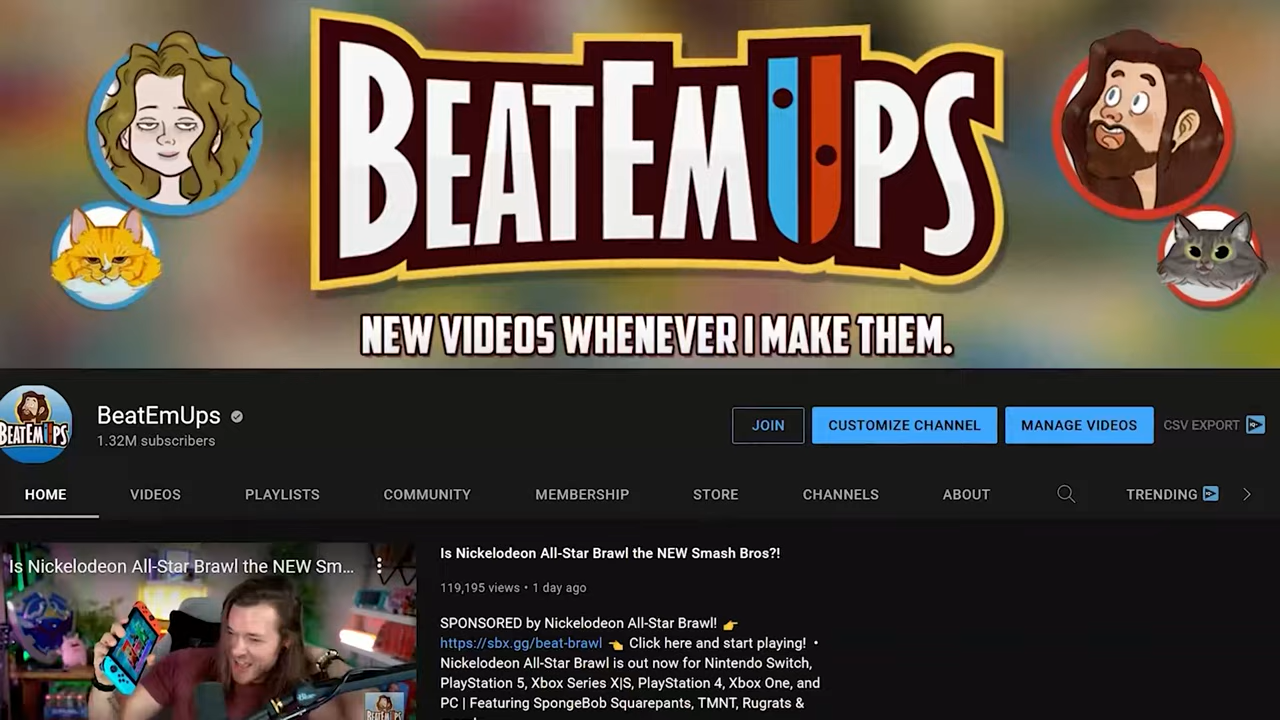 BEATEMUPS
NEW VIDEOS WHENEVER I MAKE THEM.
BEATEMUPS
BeatEmUps
1.32M subscribers
JOIN
CUSTOMIZE CHANNEL
MANAGE VIDEOS
CSV EXPORT
HOME
VIDEOS
PLAYLISTS
COMMUNITY
MEMBERSHIP
STORE
CHANNELS
ABOUT
TRENDING
Is Nickelodeon All-Star Brawl the NEW Sm...
BEATEMUPS
Is Nickelodeon All-Star Brawl the NEW Smash Bros?!
119,195 views • 1 day ago
SPONSORED by Nickelodeon All-Star Brawl! 👉
https://sbx.gg/beat-brawl 👈 Click here and start playing! •
Nickelodeon All-Star Brawl is out now for Nintendo Switch,
PlayStation 5, Xbox Series X|S, PlayStation 4, Xbox One, and
PC | Featuring SpongeBob Squarepants, TMNT, Rugrats &